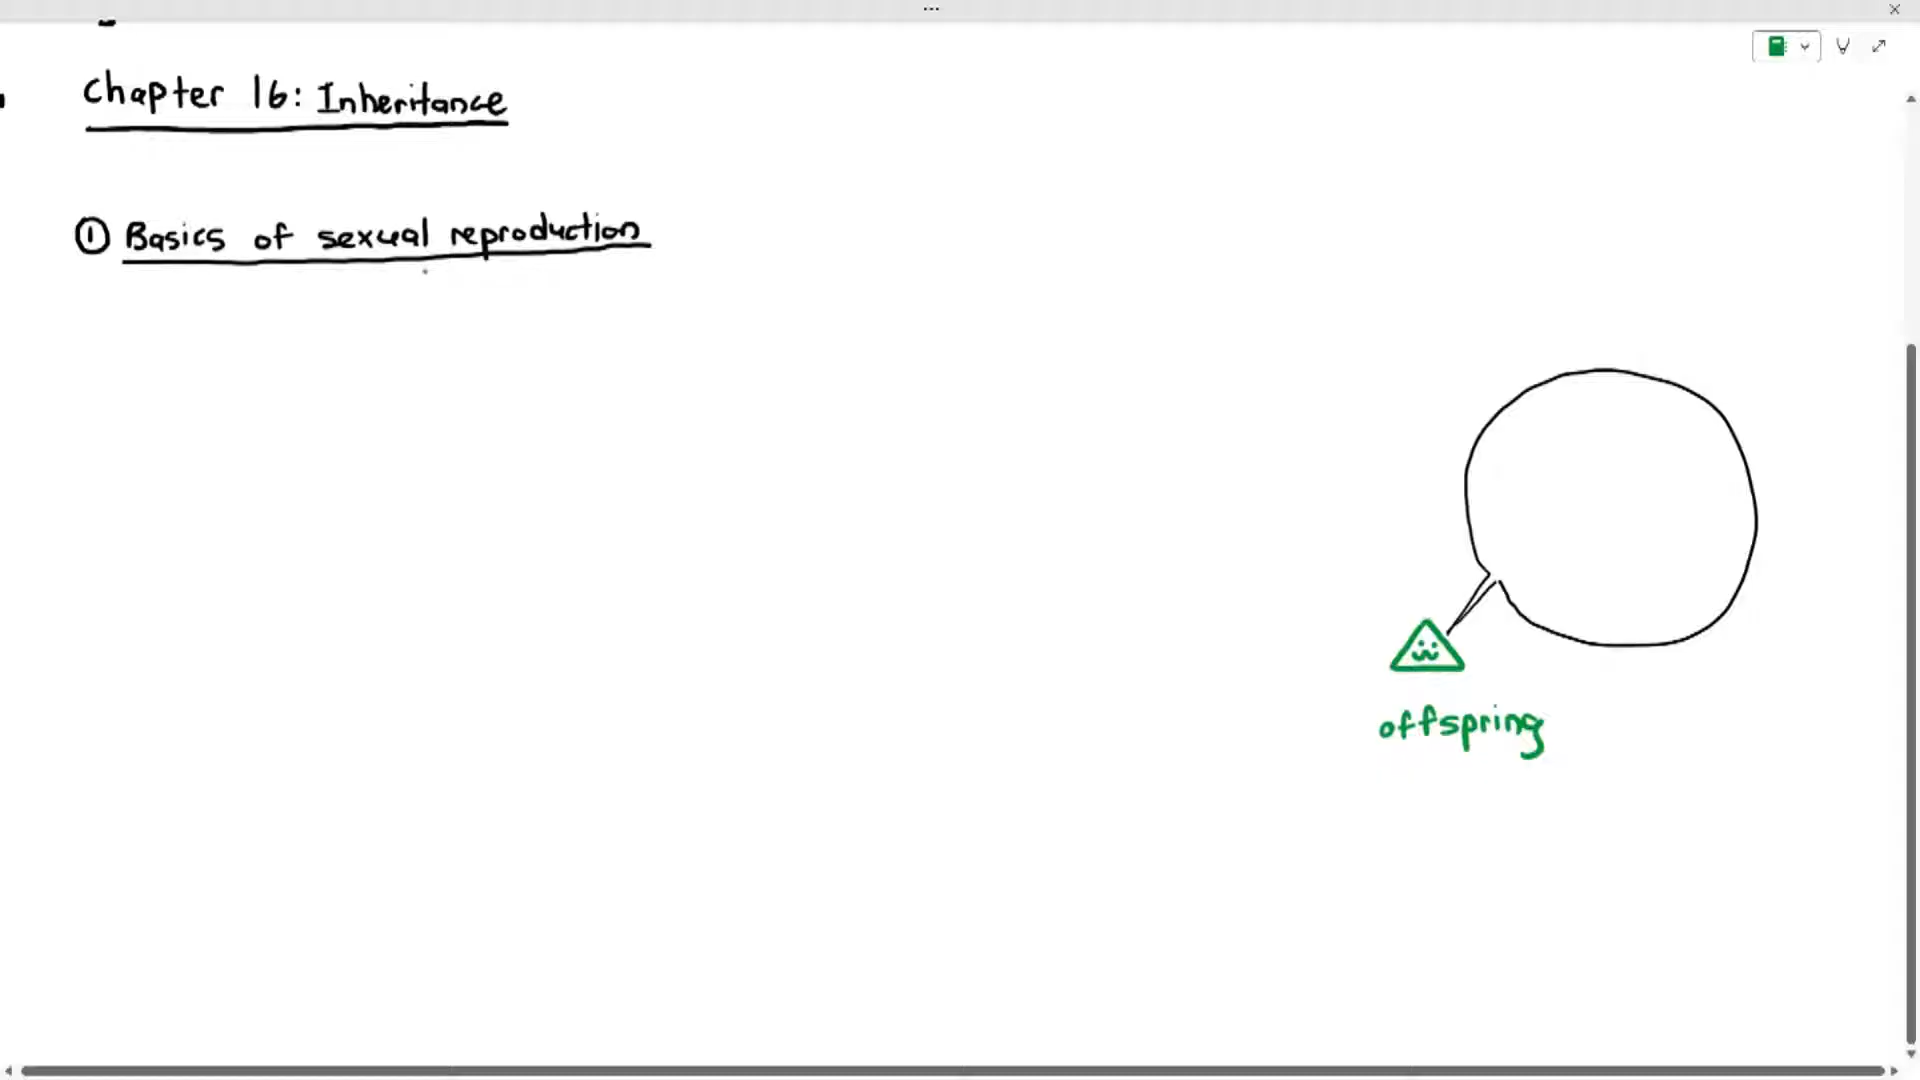 Chapter 16: Inheritance
① Basics of sexual reproduction
offspring